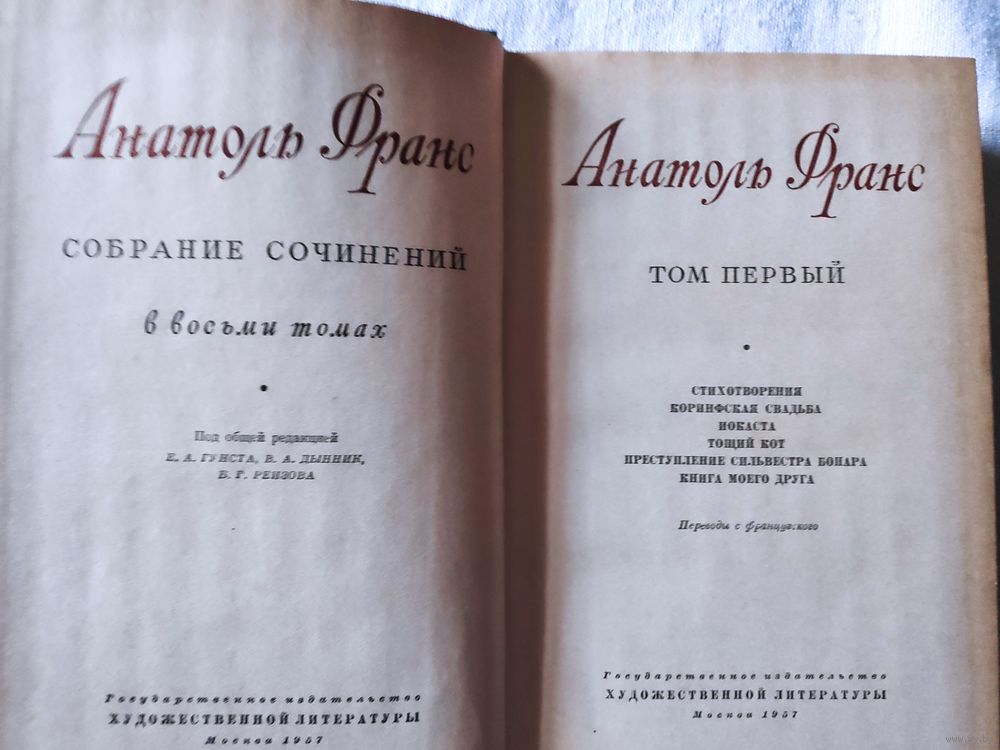 Анатоль Франс
СОБРАНИЕ СОЧИНЕНИЙ
в восьми томах
Под общей редакцией
Е. А. ГУНСТА, В. А. ДЫННИК,
Б. Г. РЕИЗОВА
Государственное издательство
ХУДОЖЕСТВЕННОЙ ЛИТЕРАТУРЫ
Москва 1957
Анатоль Франс
ТОМ ПЕРВЫЙ
СТИХОТВОРЕНИЯ
КОРИНФСКАЯ СВАДЬБА
ИОКАСТА
ТОЩИЙ КОТ
ПРЕСТУПЛЕНИЕ СИЛЬВЕСТРА БОНАРА
КНИГА МОЕГО ДРУГА
Переводы с французского
Государственное издательство
ХУДОЖЕСТВЕННОЙ ЛИТЕРАТУРЫ
Москва 1957